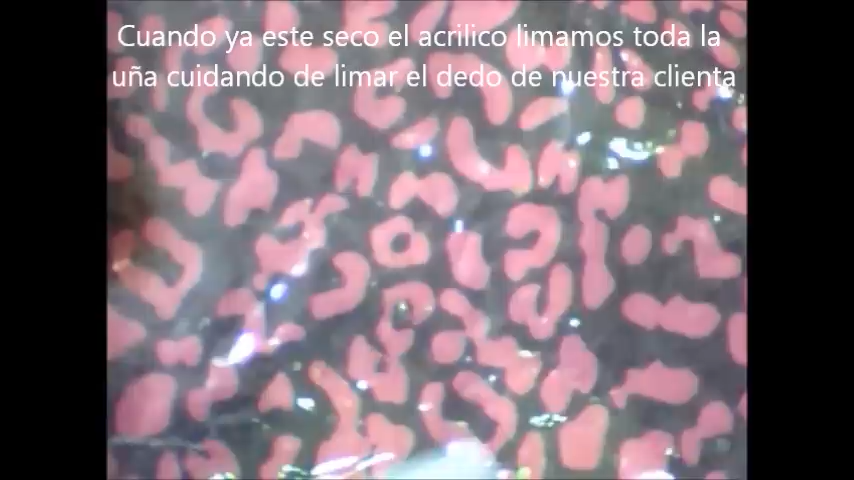 Cuando ya este seco el acrilico limamos toda la
uña cuidando de limar el dedo de nuestra clienta